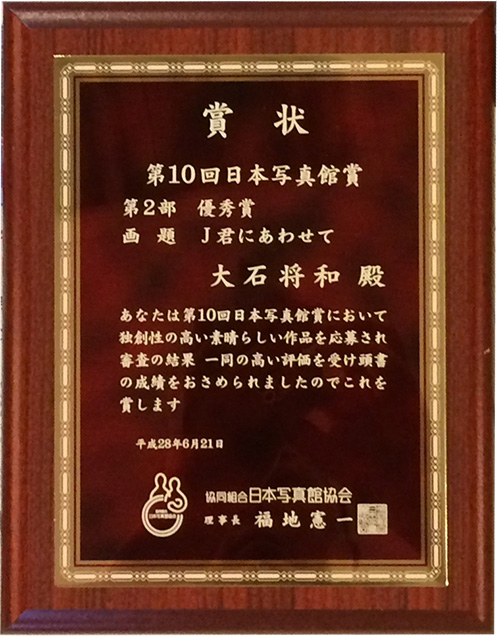 賞状
第10回日本写真館賞
第2部 優秀賞
画題 J君にあわせて
大石将和 殿
あなたは第10回日本写真館賞において
独創性の高い素晴らしい作品を応募され
審査の結果 一同の高い評価を受け頭書
の成績をおさめられましたのでこれを
賞します
平成28年6月21日
協同組合日本写真館協会
理事長 福地憲一